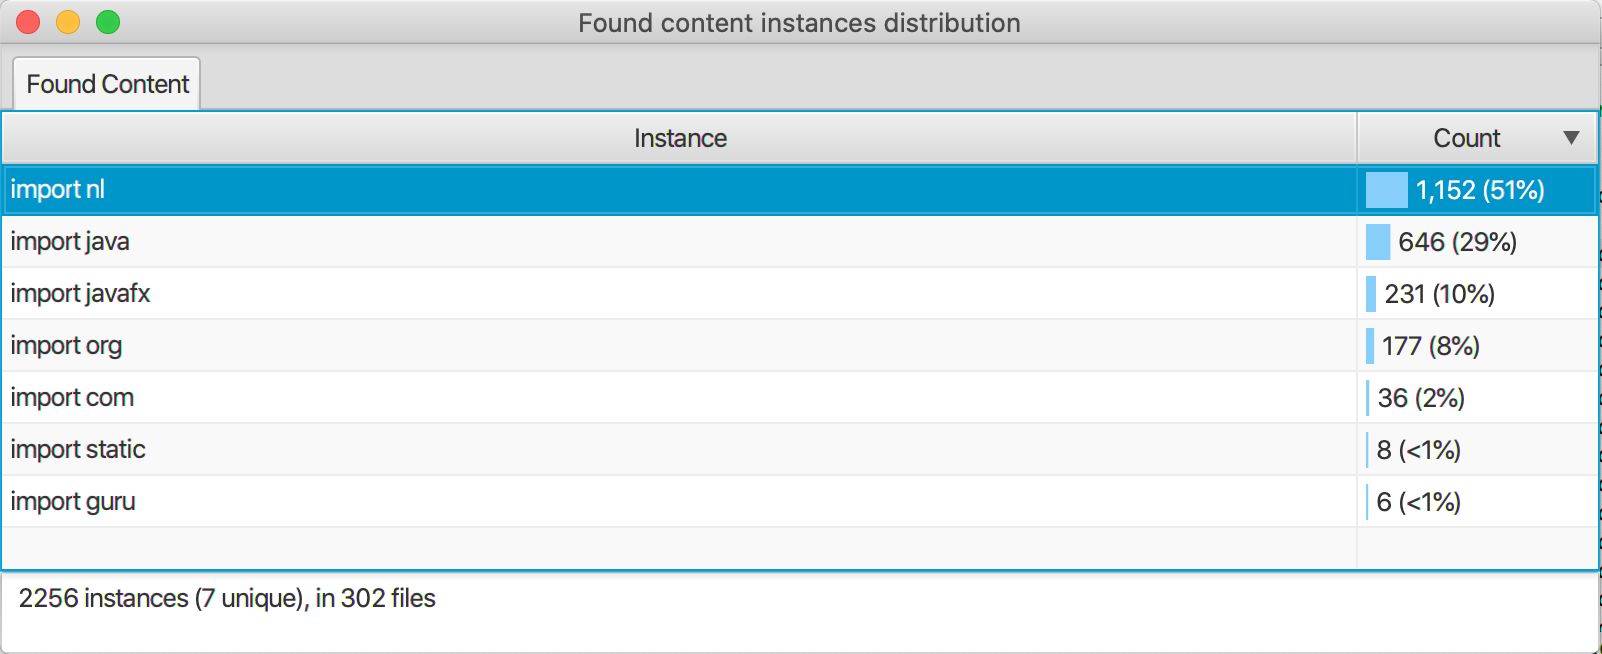 Found content instances distribution
Found Content
Instance Count
import nl 1,152 (51%)
import java 646 (29%)
import javafx 231 (10%)
import org 177 (8%)
import com 36 (2%)
import static 8 (<1%)
import guru 6 (<1%)
2256 instances (7 unique), in 302 files